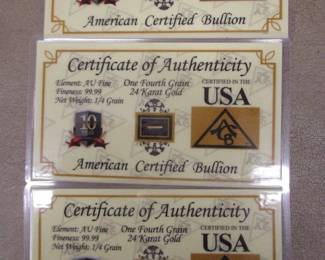 American Certified Bullion
Certificate of Authenticity
Element: AU Fine
Fineness: 99.99
Net Weight: 1/4 Grain
One Fourth Grain
24 Karat Gold
CERTIFIED IN THE
USA
10
ACB
American Certified Bullion
Certificate of Authenticity
Element: AU Fine
Fineness: 99.99
Net Weight: 1/4 Grain
One Fourth Grain
24 Karat Gold
CERTIFIED IN THE
USA